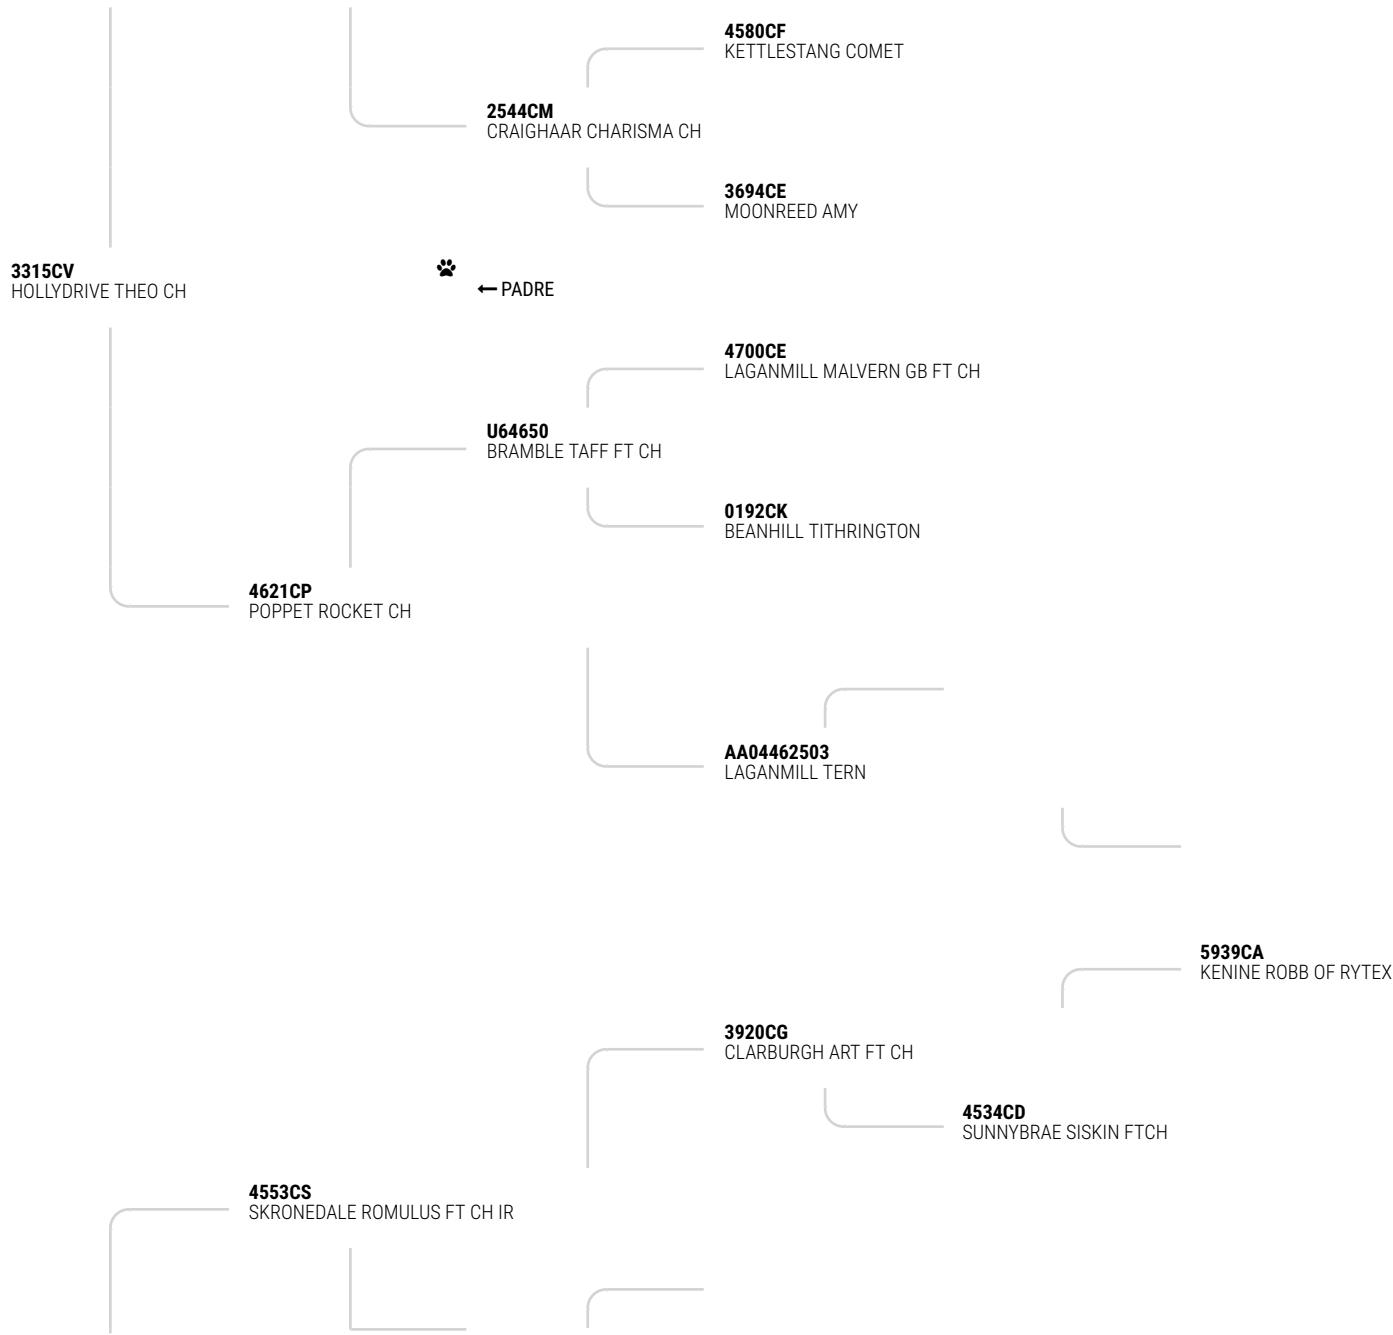 4580CF
KETTLESTANG COMET
2544CM
CRAIGHAAR CHARISMA CH
3694CE
MOONREED AMY
3315CV
HOLLYDRIVE THEO CH
← PADRE
4700CE
LAGANMILL MALVERN GB FT CH
U64650
BRAMBLE TAFF FT CH
0192CK
BEANHILL TITHRINGTON
4621CP
POPPET ROCKET CH
AA04462503
LAGANMILL TERN
5939CA
KENINE ROBB OF RYTEX
3920CG
CLARBURGH ART FT CH
4534CD
SUNNYBRAE SISKIN FTCH
4553CS
SKRONEDALE ROMULUS FT CH IR